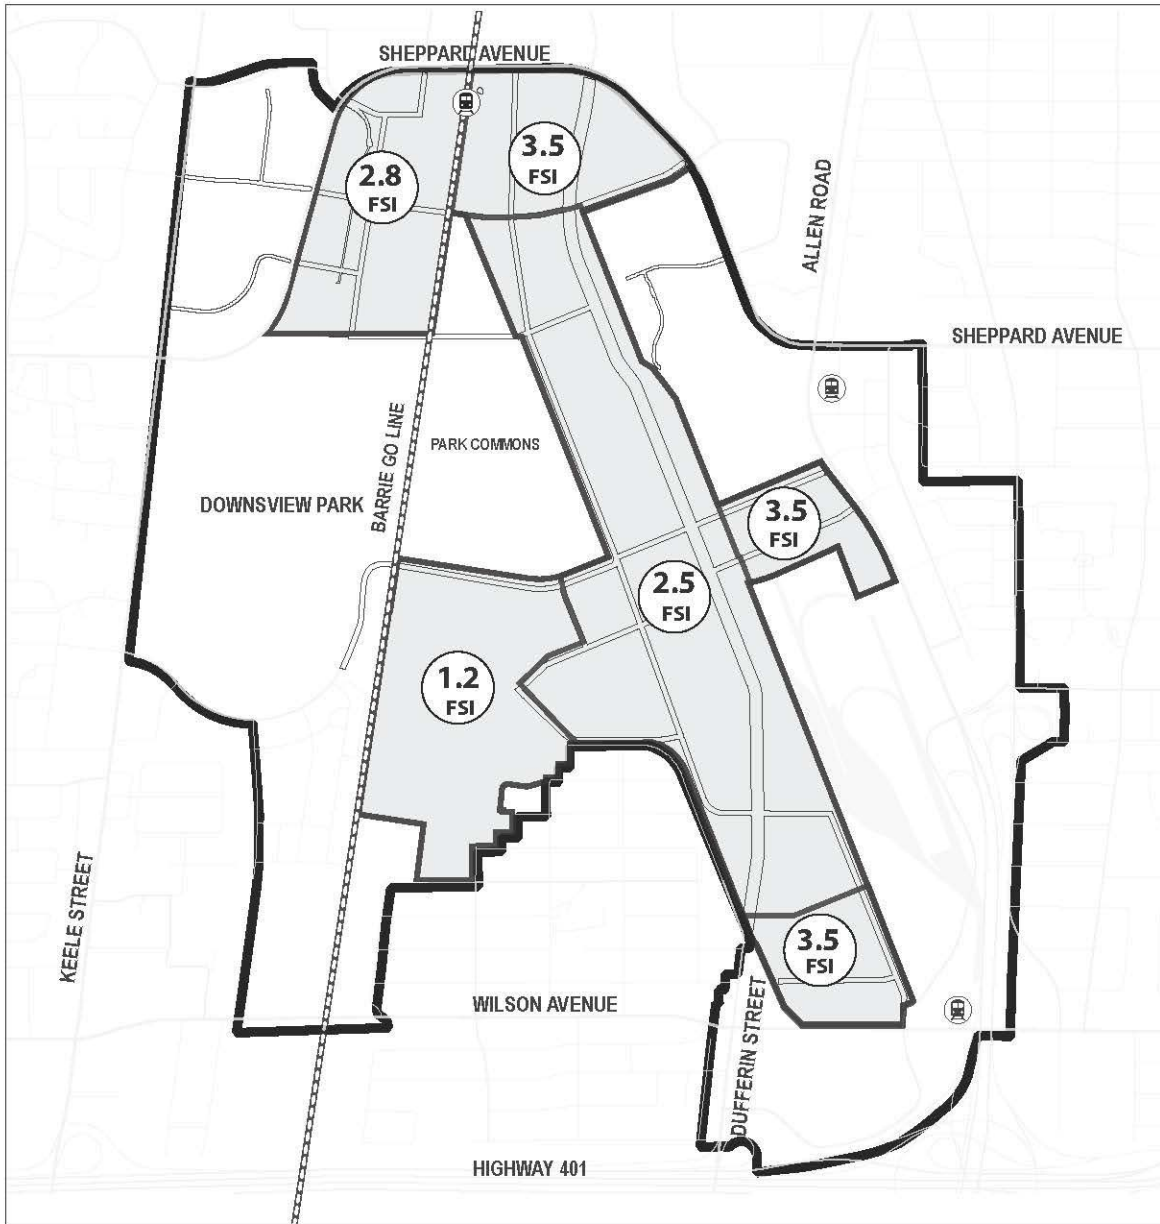 SHEPPARD AVENUE
3.5
FSI
2.8
FSI
ALLEN ROAD
SHEPPARD AVENUE
BARRIE GO LINE
PARK COMMONS
DOWNSVIEW PARK
3.5
FSI
2.5
FSI
1.2
FSI
KEELE STREET
3.5
FSI
WILSON AVENUE
DUFFERIN STREET
HIGHWAY 401